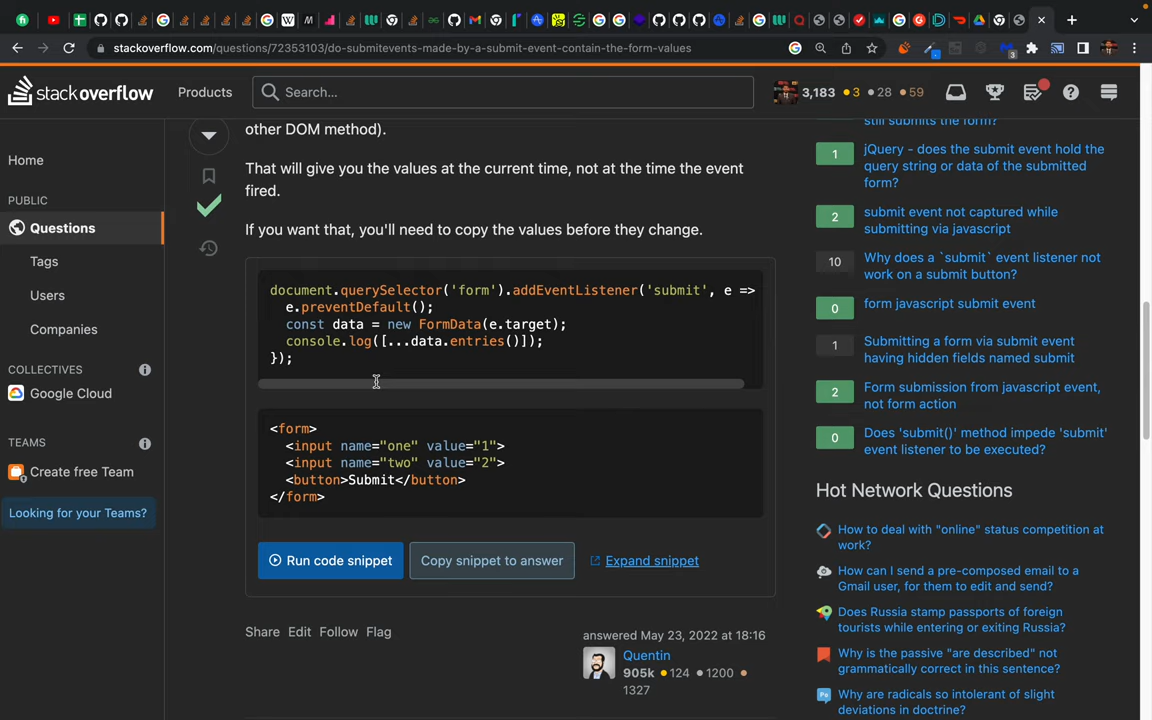 stackoverflow.com/questions/72353103/do-submitevents-made-by-a-submit-event-contain-the-form-values
3
stackoverflow
Products
Search...
3,183 3 28 59
Home
PUBLIC
Questions
Tags
Users
Companies
COLLECTIVES
Google Cloud
TEAMS
Create free Team
Looking for your Teams?
other DOM method).
That will give you the values at the current time, not at the time the event
fired.
If you want that, you'll need to copy the values before they change.
document.querySelector('form').addEventListener('submit', e =>
e.preventDefault();
const data = new FormData(e.target);
console.log([...data.entries()]);
});
<form>
<input name="one" value="1">
<input name="two" value="2">
<button>Submit</button>
</form>
Run code snippet
Copy snippet to answer
Expand snippet
Share Edit Follow Flag
answered May 23, 2022 at 18:16
Quentin
905k 124 1200
1327
still submits the form?
1
jQuery - does the submit event hold the
query string or data of the submitted
form?
2
submit event not captured while
submitting via javascript
10
Why does a `submit` event listener not
work on a submit button?
0
form javascript submit event
1
Submitting a form via submit event
having hidden fields named submit
2
Form submission from javascript event,
not form action
0
Does 'submit()' method impede 'submit'
event listener to be executed?
Hot Network Questions
How to deal with "online" status competition at
work?
How can I send a pre-composed email to a
Gmail user, for them to edit and send?
Does Russia stamp passports of foreign
tourists while entering or exiting Russia?
Why is the passive "are described" not
grammatically correct in this sentence?
Why are radicals so intolerant of slight
deviations in doctrine?